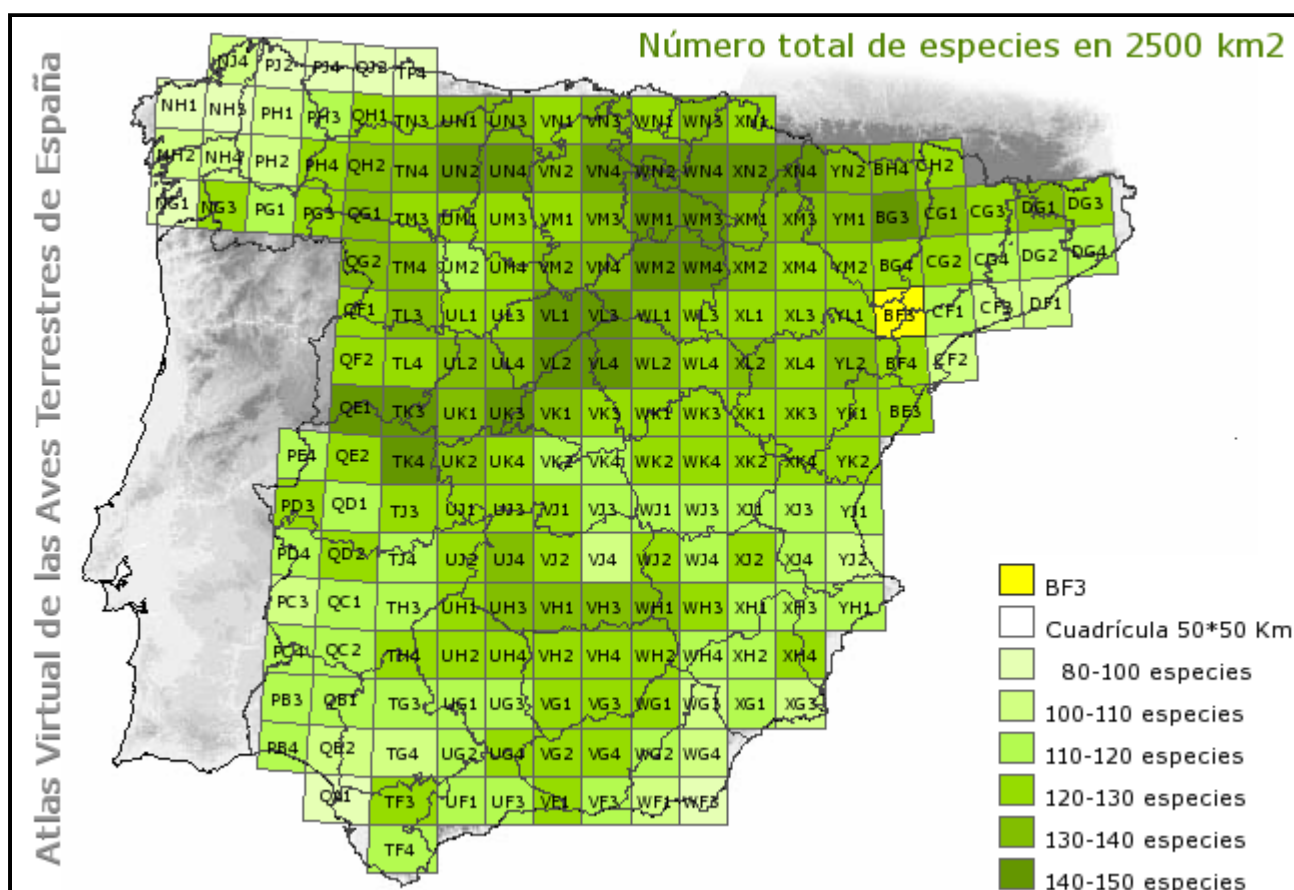 Número total de especies en 2500 km2
Atlas Virtual de las Aves Terrestres de España
NJ4 PJ2 PJ4 QJ2 TP4
NH1 NH3 PH1 PH3 QH1 TN3 UN1 UN3 VN1 VN3 WN1 WN3 XN1
NH2 NH4 PH2 PH4 QH2 TN4 UN2 UN4 VN2 VN4 WN2 WN4 XN2 XN4 YN2 BH4 CH2
NG1 NG3 PG1 PG3 QG1 TM3 UM1 UM3 VM1 VM3 WM1 WM3 XM1 XM3 YM1 BG3 CG1 CG3 DG1 DG3
QG2 TM4 UM2 UM4 VM2 VN4 WM2 WM4 XM2 XM4 YM2 BG4 CG2 CG4 DG2 DG4
QF1 TL3 UL1 UL3 VL1 VL3 WL1 WL3 XL1 XL3 YL1 BF3 CF1 CF3 DF1
QF2 TL4 UL2 UL4 VL2 VL4 WL2 WL4 XL2 XL4 YL2 BF4 CF2
QE1 TK3 UK1 UK3 VK1 VK3 WK1 WK3 XK1 XK3 YK1 BE3
PE4 QE2 TK4 UK2 UK4 VK2 VK4 WK2 WK4 XK2 XK4 YK2
PD3 QD1 TJ3 UJ1 UJ3 VJ1 VJ3 WJ1 WJ3 XJ1 XJ3 YJ1
PD4 QD2 TJ4 UJ2 UJ4 VJ2 VJ4 WJ2 WJ4 XJ2 XJ4 YJ2
PC3 QC1 TH3 UH1 UH3 VH1 VH3 WH1 WH3 XH1 XH3 YH1
PC4 QC2 TH4 UH2 UH4 VH2 VH4 WH2 WH4 XH2 XH4
PB3 QB1 TG3 UG1 UG3 VG1 VG3 WG1 WG3 XG1 XG3
PB4 QB2 TG4 UG2 UG4 VG2 VG4 WG2 WG4
TF3 UF1 UF3 VF1 VF3 WF1 WF3
TF4
BF3
Cuadrícula 50*50 Km
80-100 especies
100-110 especies
110-120 especies
120-130 especies
130-140 especies
140-150 especies